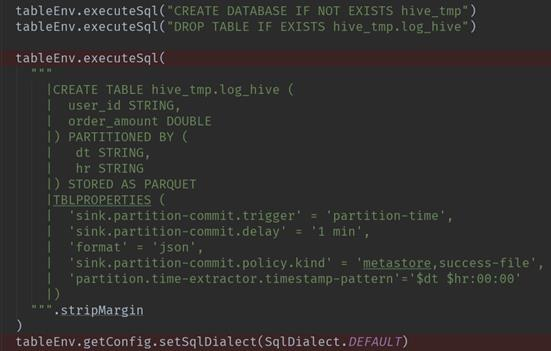 tableEnv.executeSql("CREATE DATABASE IF NOT EXISTS hive_tmp")
tableEnv.executeSql("DROP TABLE IF EXISTS hive_tmp.log_hive")
tableEnv.executeSql(
"""
|CREATE TABLE hive_tmp.log_hive (
|  user_id STRING,
|  order_amount DOUBLE
|) PARTITIONED BY (
|   dt STRING,
|   hr STRING
|) STORED AS PARQUET
|TBLPROPERTIES (
|  'sink.partition-commit.trigger' = 'partition-time',
|  'sink.partition-commit.delay' = '1 min',
|  'format' = 'json',
|  'sink.partition-commit.policy.kind' = 'metastore,success-file',
|  'partition.time-extractor.timestamp-pattern'='$dt $hr:00:00'
|)
""".stripMargin
)
tableEnv.getConfig.setSqlDialect(SqlDialect.DEFAULT)